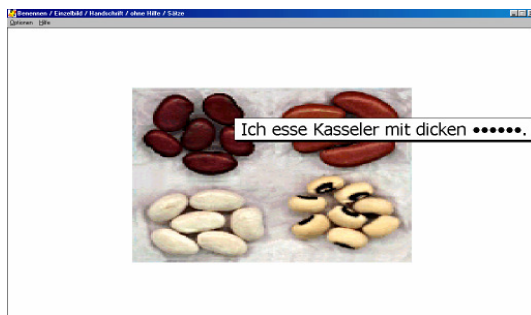 Benennen / Einzelbild / Handschrift / ohne Hilfe / Sätze
Optionen Hilfe
Ich esse Kasseler mit dicken ••••••.